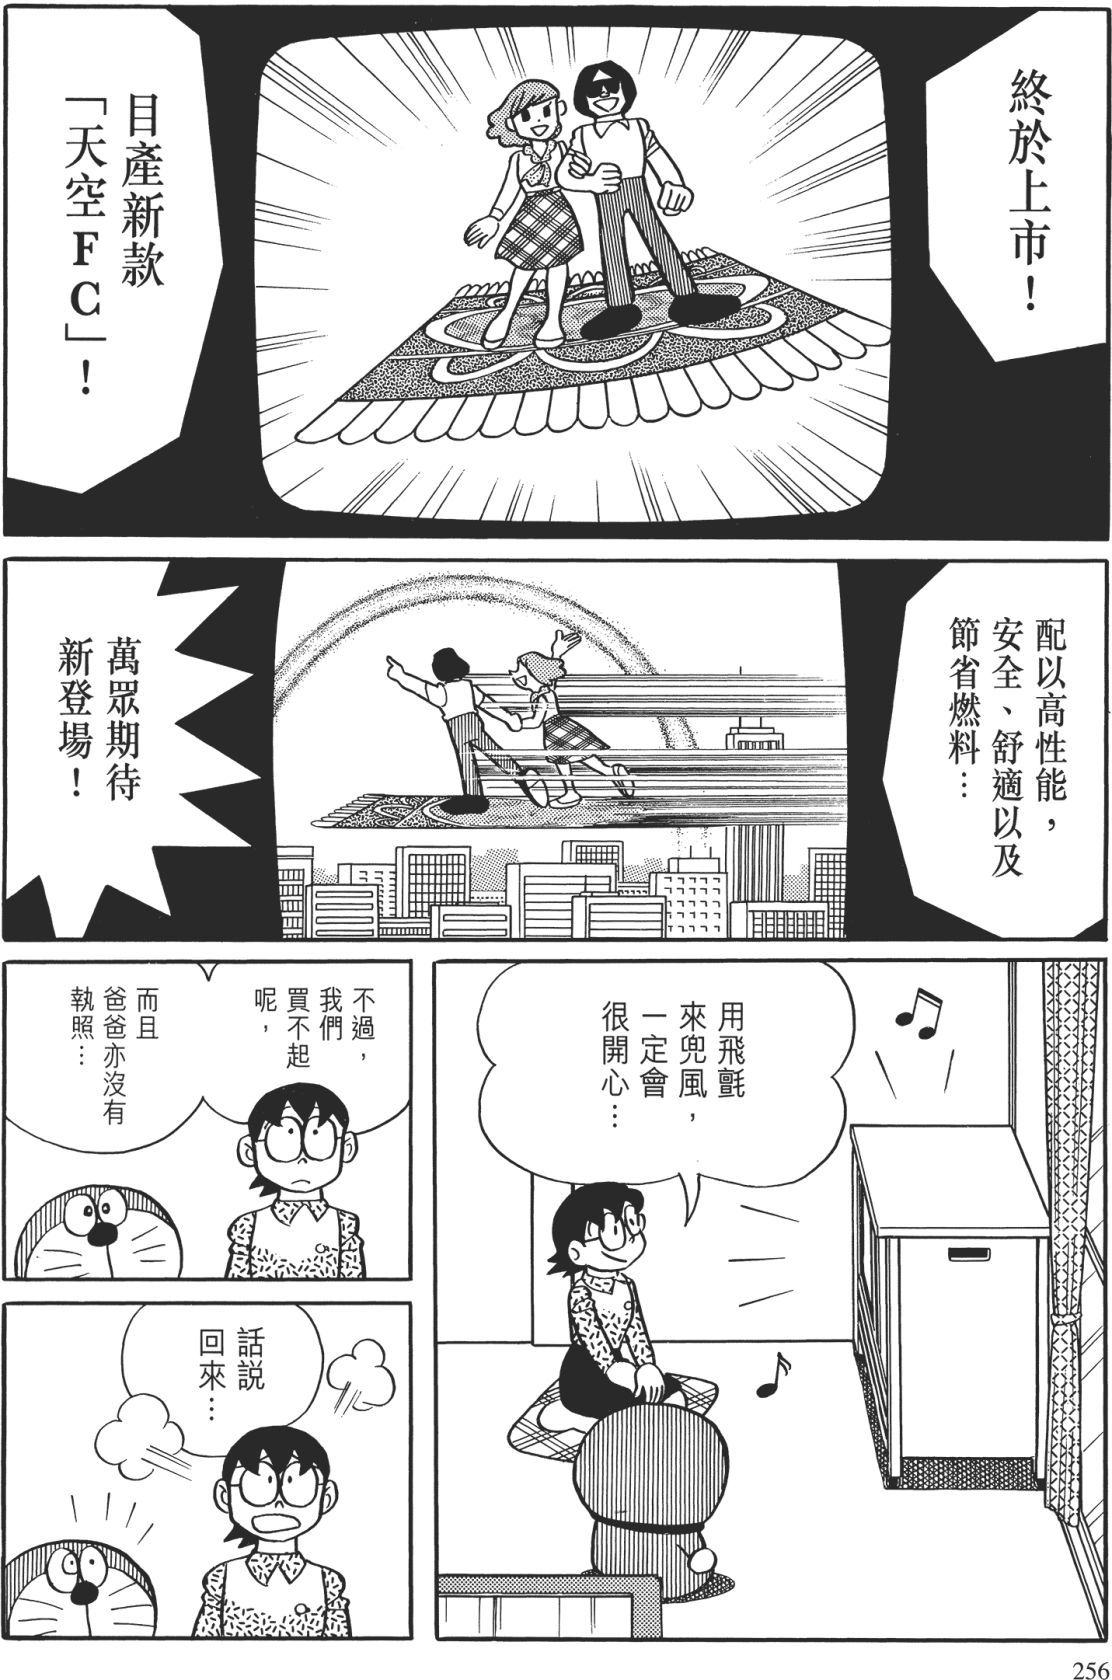 終於上市！
目產新款
「天空FC」！
配以高性能，
安全、舒適以及
節省燃料…
萬眾期待
新登場！
用飛氈
來兜風，
一定會
很開心…
不過，
我們
買不起
呢，
而且
爸爸亦沒有
執照…
話説
回來…
256